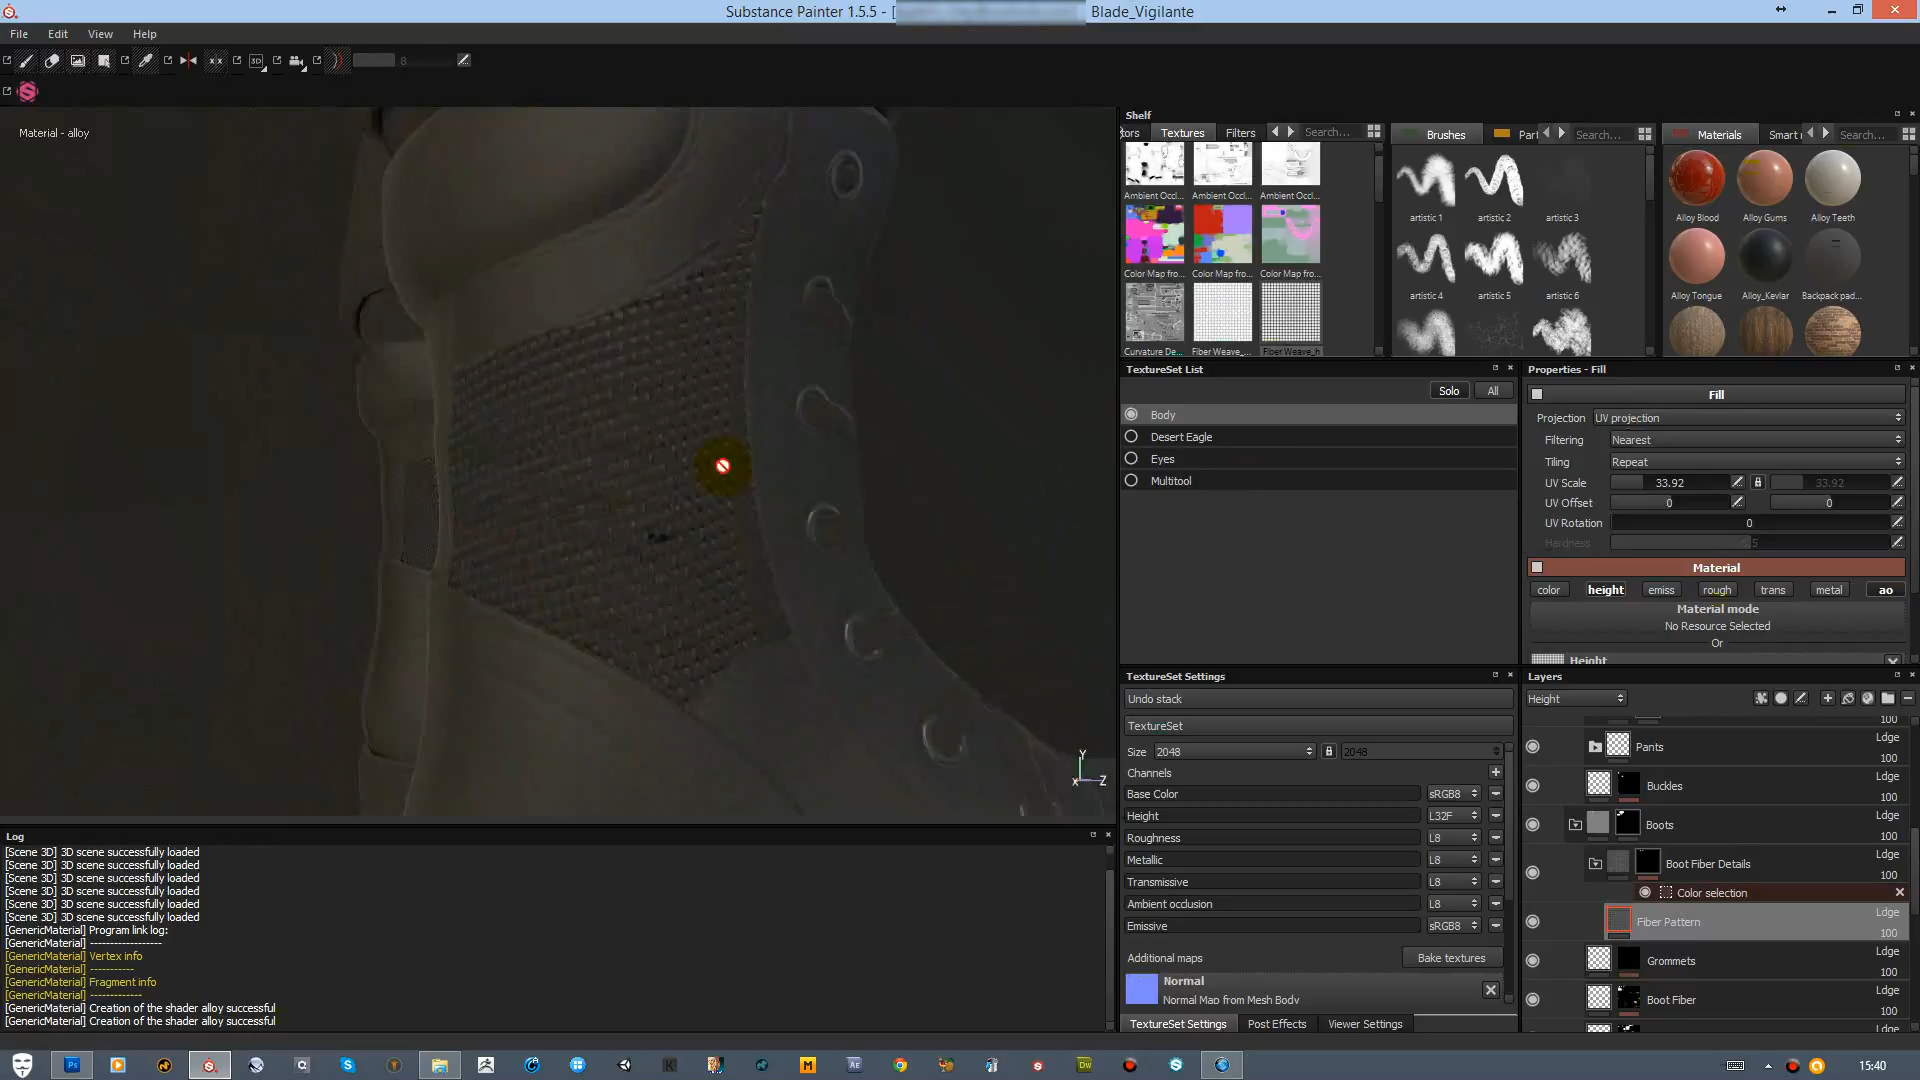 Substance Painter 1.5.5 - [ Blade_Vigilante
File Edit View Help
8
Material - alloy
Y
X Z
Log
[Scene 3D] 3D scene successfully loaded
[Scene 3D] 3D scene successfully loaded
[Scene 3D] 3D scene successfully loaded
[Scene 3D] 3D scene successfully loaded
[Scene 3D] 3D scene successfully loaded
[Scene 3D] 3D scene successfully loaded
[GenericMaterial] Program link log:
[GenericMaterial] ------------------
[GenericMaterial] Vertex info
[GenericMaterial] -----------
[GenericMaterial] Fragment info
[GenericMaterial] -------------
[GenericMaterial] Creation of the shader alloy successful
[GenericMaterial] Creation of the shader alloy successful
Shelf
tors Textures Filters Search...
Ambient Occl... Ambient Occl... Ambient Occl...
Color Map fro... Color Map fro... Color Map fro...
Curvature De... Fiber Weave_... Fiber Weave_h
Brushes Part Search...
artistic 1 artistic 2 artistic 3
artistic 4 artistic 5 artistic 6
Materials Smart Search...
Alloy Blood Alloy Gums Alloy Teeth
Alloy Tongue Alloy_Kevlar Backpack pad...
TextureSet List
Solo All
Body
Desert Eagle
Eyes
Multitool
Properties - Fill
Fill
Projection UV projection
Filtering Nearest
Tiling Repeat
UV Scale 33.92 33.92
UV Offset 0 0
UV Rotation 0
Hardness
Material
color height emiss rough trans metal ao
Material mode
No Resource Selected
Or
Height
TextureSet Settings
Undo stack
TextureSet
Size 2048 2048
Channels
Base Color sRGB8
Height L32F
Roughness L8
Metallic L8
Transmissive L8
Ambient occlusion L8
Emissive sRGB8
Additional maps Bake textures
Normal
Normal Map from Mesh Body
TextureSet Settings Post Effects Viewer Settings
Layers
Height
100
Pants Ldge 100
Buckles Ldge 100
Boots Ldge 100
Boot Fiber Details Ldge 100
Color selection
Fiber Pattern Ldge 100
Grommets Ldge 100
Boot Fiber Ldge 100
Ldge
15:40